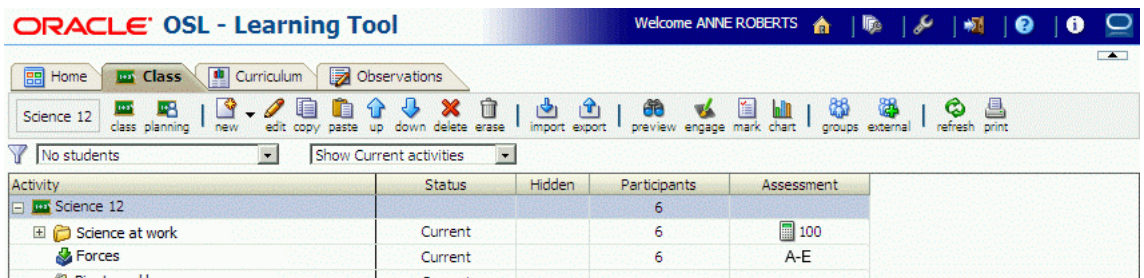 ORACLE OSL - Learning Tool Welcome ANNE ROBERTS
Home Class Curriculum Observations
Science 12 class planning new edit copy paste up down delete erase import export preview engage mark chart groups external refresh print
No students Show Current activities
Activity Status Hidden Participants Assessment
Science 12 6
Science at work Current 6 100
Forces Current 6 A-E